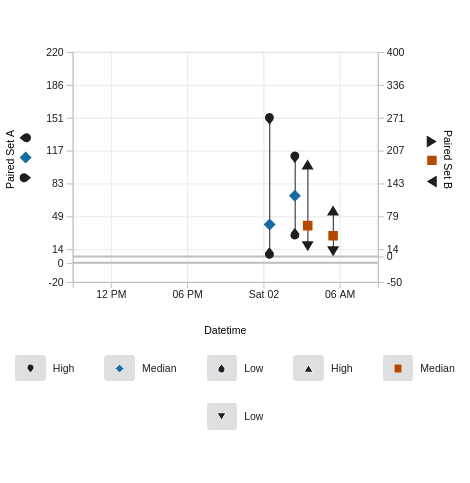 220
186
151
117
83
49
14
0
-20
400
336
271
207
143
79
14
0
-50
Paired Set A
Paired Set B
12 PM
06 PM
Sat 02
06 AM
Datetime
High
Median
Low
High
Median
Low